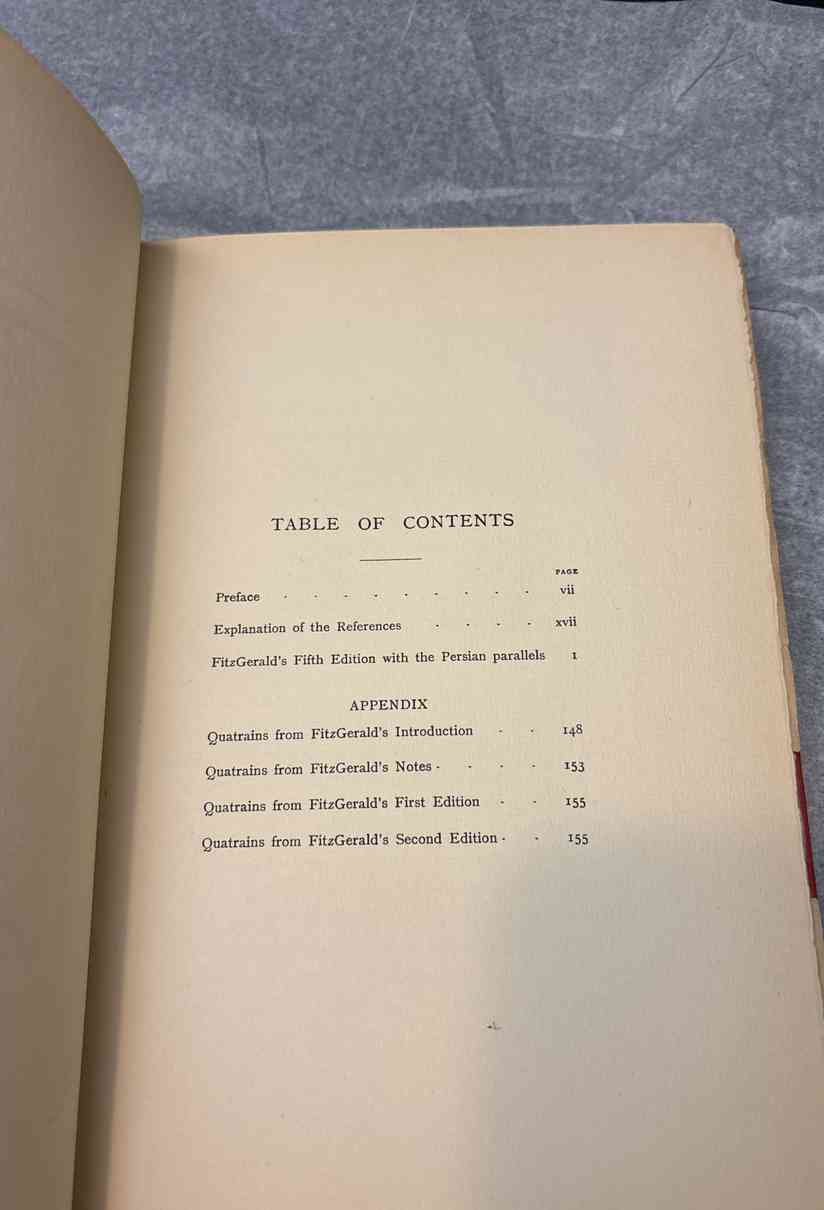 TABLE OF CONTENTS
PAGE
Preface . . . . . . . . . vii
Explanation of the References . . . . xvii
FitzGerald's Fifth Edition with the Persian parallels 1
APPENDIX
Quatrains from FitzGerald's Introduction . . 148
Quatrains from FitzGerald's Notes . . . . 153
Quatrains from FitzGerald's First Edition . . 155
Quatrains from FitzGerald's Second Edition . . 155